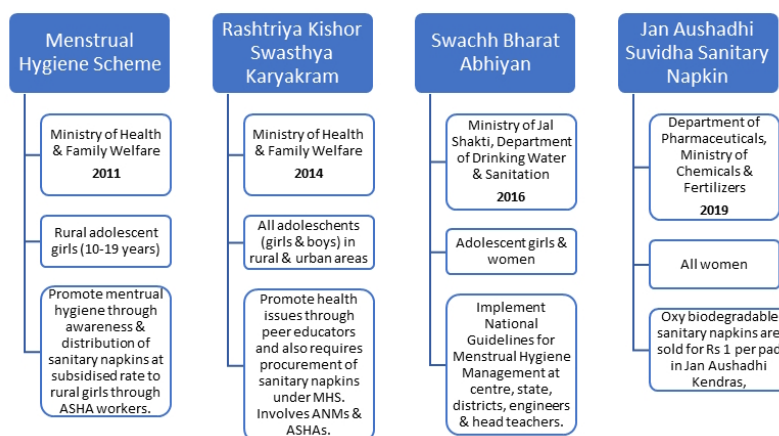 Menstrual
Hygiene Scheme
Ministry of Health
& Family Welfare
2011
Rural adolescent
girls (10-19 years)
Promote mentrual
hygiene through
awareness &
distribution of
sanitary napkins at
subsidised rate to
rural girls through
ASHA workers.
Rashtriya Kishor
Swasthya
Karyakram
Ministry of Health
& Family Welfare
2014
All adoleschents
(girls & boys) in
rural & urban areas
Promote health
issues through
peer educators
and also requires
procurement of
sanitary napkins
under MHS.
Involves ANMs &
ASHAs.
Swachh Bharat
Abhiyan
Ministry of Jal
Shakti, Department
of Drinking Water
& Sanitation
2016
Adolescent girls &
women
Implement
National
Guidelines for
Menstrual Hygiene
Management at
centre, state,
districts, engineers
& head teachers.
Jan Aushadhi
Suvidha Sanitary
Napkin
Department of
Pharmaceuticals,
Ministry of
Chemicals &
Fertilizers
2019
All women
Oxy biodegradable
sanitary napkins are
sold for Rs 1 per pad
in Jan Aushadhi
Kendras,